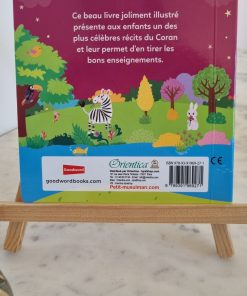 Ce beau livre joliment illustré
présente aux enfants un des
plus célèbres récits du Coran
et leur permet d'en tirer les
bons enseignements.
Goodword
goodwordbooks.com
Orientica
Petit-musulman.com
CE